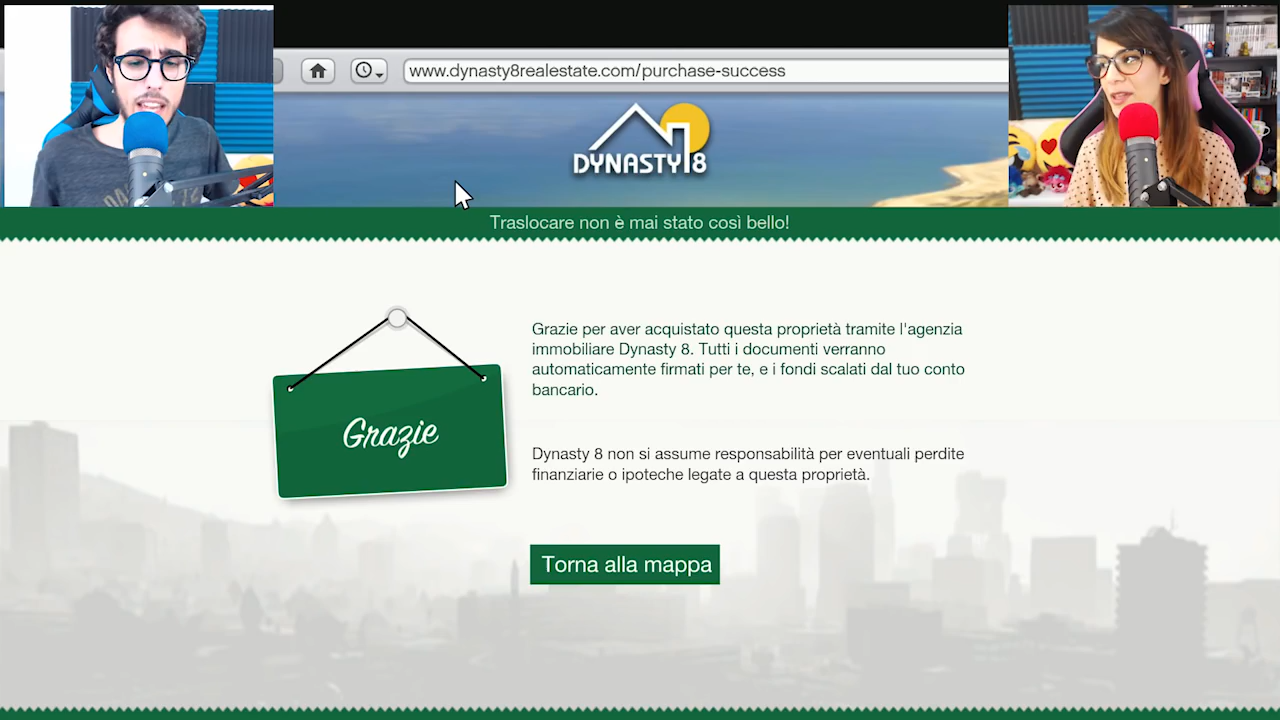 www.dynasty8realestate.com/purchase-success
DYNASTY 8
Traslocare non è mai stato così bello!
Grazie
Grazie per aver acquistato questa proprietà tramite l'agenzia
immobiliare Dynasty 8. Tutti i documenti verranno
automaticamente firmati per te, e i fondi scalati dal tuo conto
bancario.
Dynasty 8 non si assume responsabilità per eventuali perdite
finanziarie o ipoteche legate a questa proprietà.
Torna alla mappa